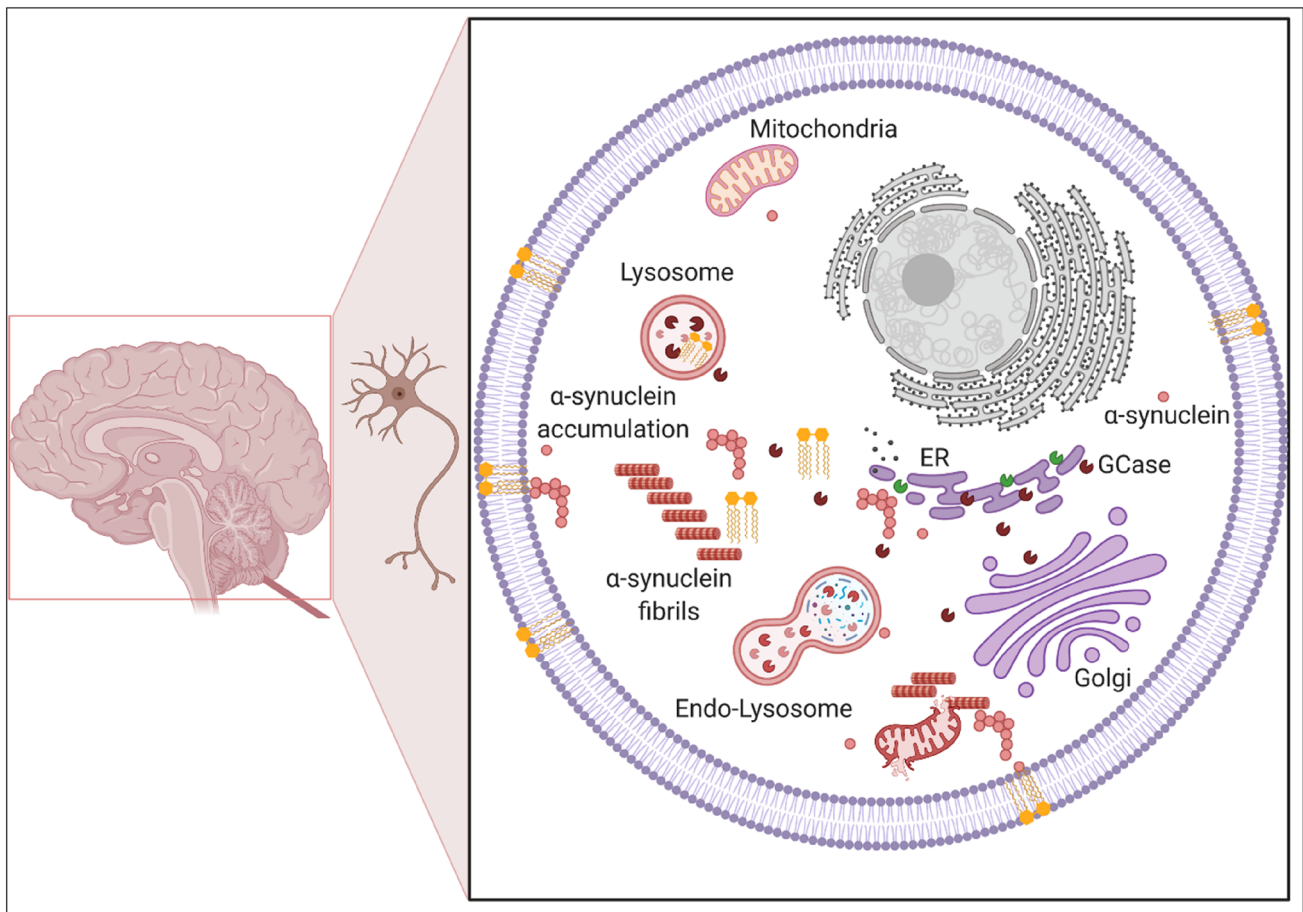 Mitochondria
Lysosome
α-synuclein
accumulation
α-synuclein
ER
GCase
α-synuclein
fibrils
Golgi
Endo-Lysosome